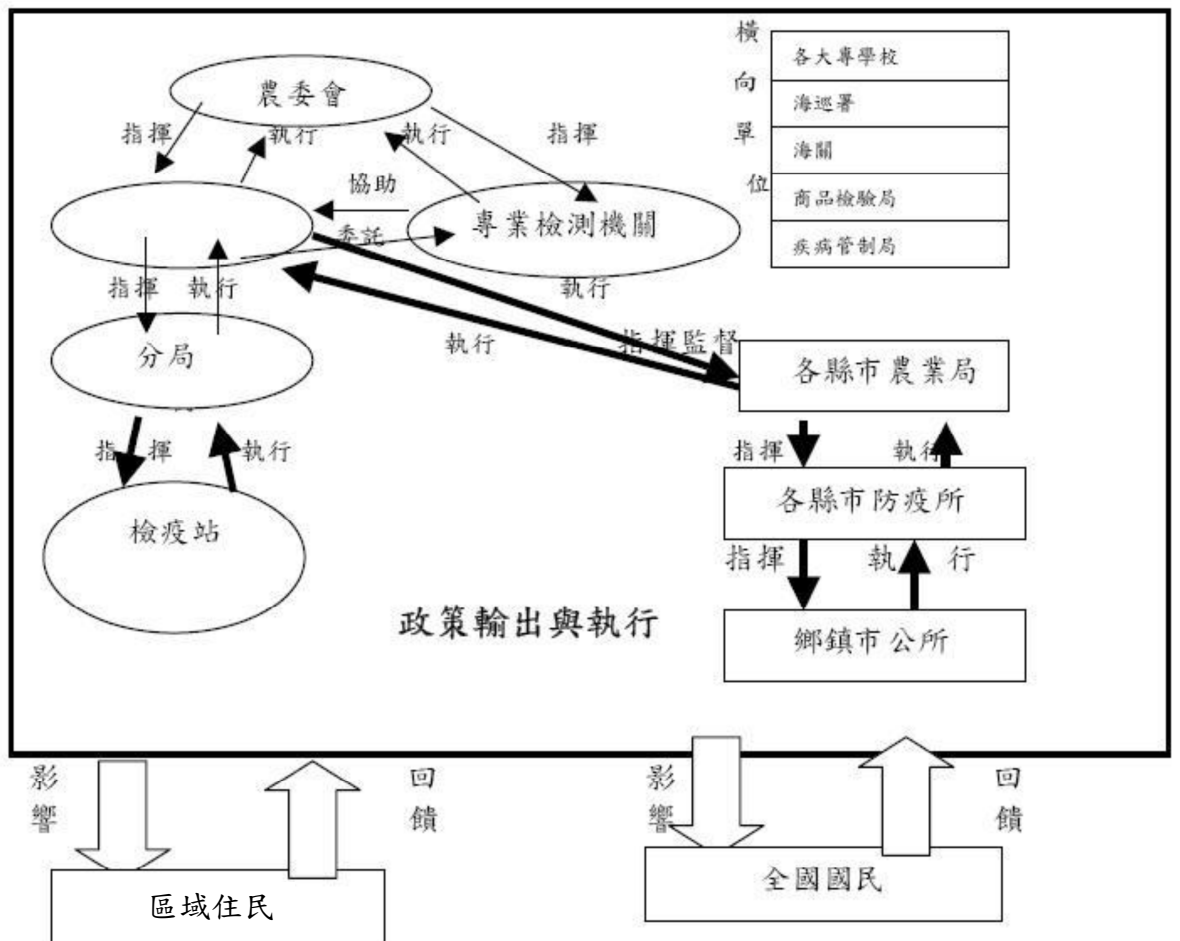 橫向單位
各大專學校
海巡署
海關
商品檢驗局
疾病管制局
農委會
指揮
執行
執行
指揮
協助
專業檢測機關
委託
指揮
執行
執行
執行
指揮監督
分局
各縣市農業局
指揮
執行
指揮
執行
各縣市防疫所
檢疫站
指揮
執行
政策輸出與執行
鄉鎮市公所
影響
回饋
影響
回饋
區域住民
全國國民